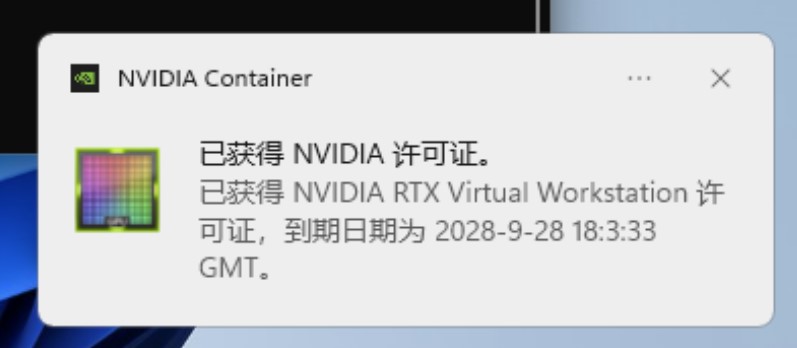 NVIDIA Container
已获得 NVIDIA 许可证。
已获得 NVIDIA RTX Virtual Workstation 许
可证，到期日期为 2028-9-28 18:3:33
GMT。